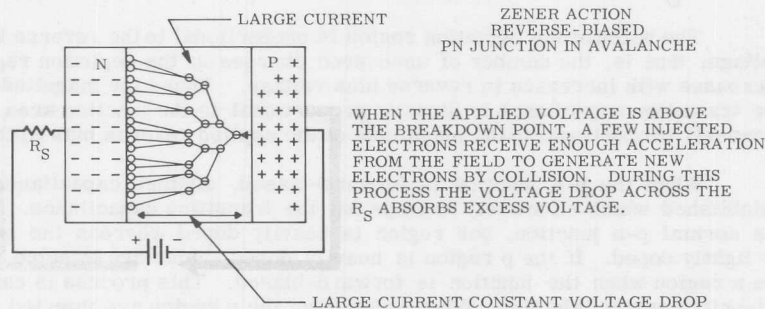 LARGE CURRENT
ZENER ACTION
REVERSE-BIASED
PN JUNCTION IN AVALANCHE
N
P
WHEN THE APPLIED VOLTAGE IS ABOVE
THE BREAKDOWN POINT, A FEW INJECTED
ELECTRONS RECEIVE ENOUGH ACCELERATION
FROM THE FIELD TO GENERATE NEW
ELECTRONS BY COLLISION. DURING THIS
PROCESS THE VOLTAGE DROP ACROSS THE
RS ABSORBS EXCESS VOLTAGE.
RS
+ -
LARGE CURRENT CONSTANT VOLTAGE DROP